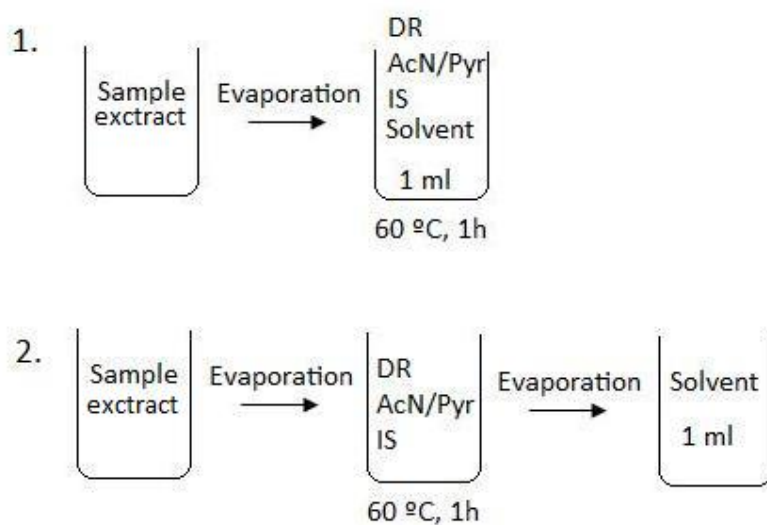 1.
Sample
exctract
Evaporation
DR
AcN/Pyr
IS
Solvent
1 ml
60 ºC, 1h
2.
Sample
exctract
Evaporation
DR
AcN/Pyr
IS
60 ºC, 1h
Evaporation
Solvent
1 ml